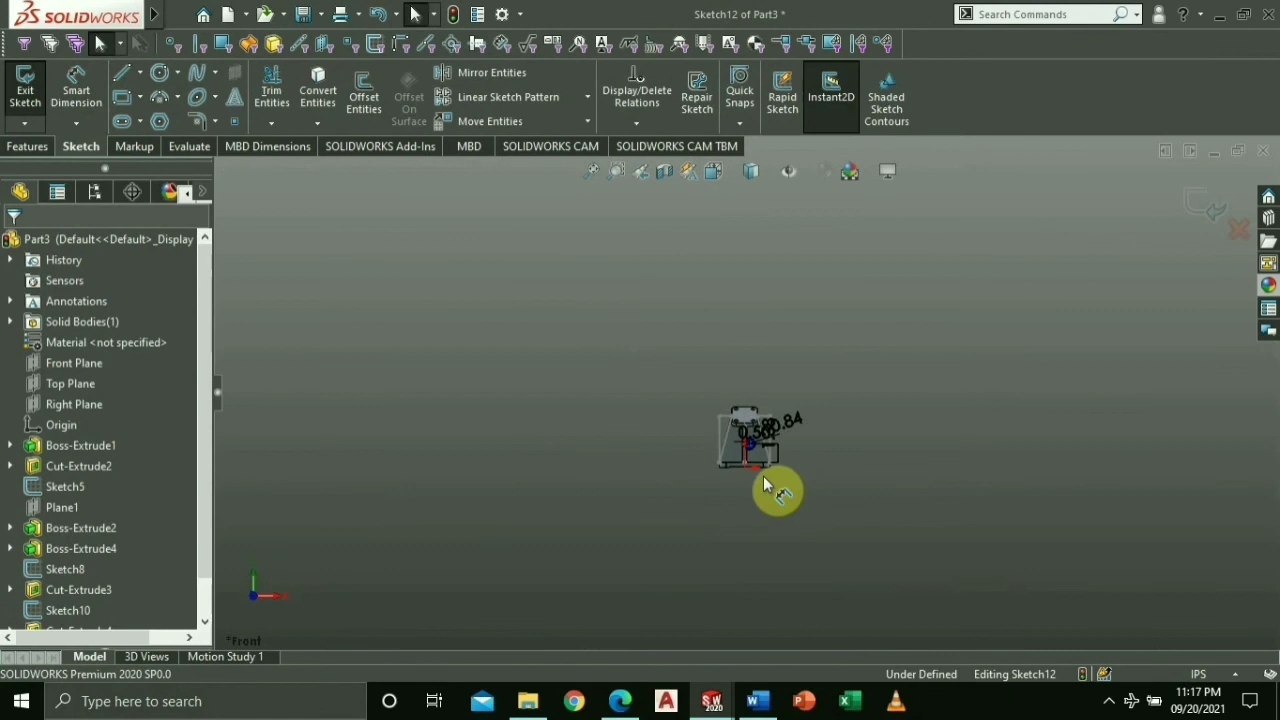 SOLIDWORKS
Sketch12 of Part3 *
Search Commands
Exit Sketch
Smart Dimension
Trim Entities
Convert Entities
Offset Entities
Offset On Surface
Mirror Entities
Linear Sketch Pattern
Move Entities
Display/Delete Relations
Repair Sketch
Quick Snaps
Rapid Sketch
Instant2D
Shaded Sketch Contours
Features
Sketch
Markup
Evaluate
MBD Dimensions
SOLIDWORKS Add-Ins
MBD
SOLIDWORKS CAM
SOLIDWORKS CAM TBM
Part3 (Default<<Default>_Display
History
Sensors
Annotations
Solid Bodies(1)
Material <not specified>
Front Plane
Top Plane
Right Plane
Origin
Boss-Extrude1
Cut-Extrude2
Sketch5
Plane1
Boss-Extrude2
Boss-Extrude4
Sketch8
Cut-Extrude3
Sketch10
*Front
Model
3D Views
Motion Study 1
SOLIDWORKS Premium 2020 SP0.0
Under Defined
Editing Sketch12
IPS
Type here to search
11:17 PM
09/20/2021